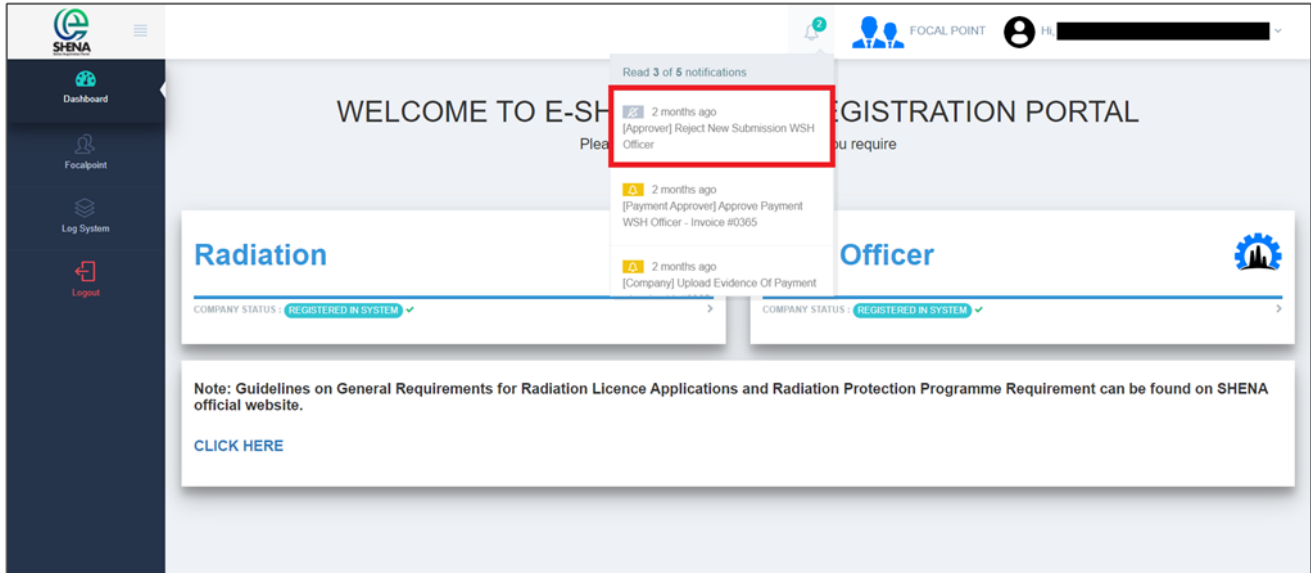 SHENA
2
FOCAL POINT
Hi,
Dashboard
Focalpoint
Log System
Logout
Read 3 of 5 notifications
2 months ago
[Approver] Reject New Submission WSH
Officer
2 months ago
[Payment Approver] Approve Payment
WSH Officer - Invoice #0365
2 months ago
[Company] Upload Evidence Of Payment
WELCOME TO E-SH EGISTRATION PORTAL
Plea u require
Radiation
COMPANY STATUS : REGISTERED IN SYSTEM
Officer
COMPANY STATUS : REGISTERED IN SYSTEM
Note: Guidelines on General Requirements for Radiation Licence Applications and Radiation Protection Programme Requirement can be found on SHENA
official website.
CLICK HERE